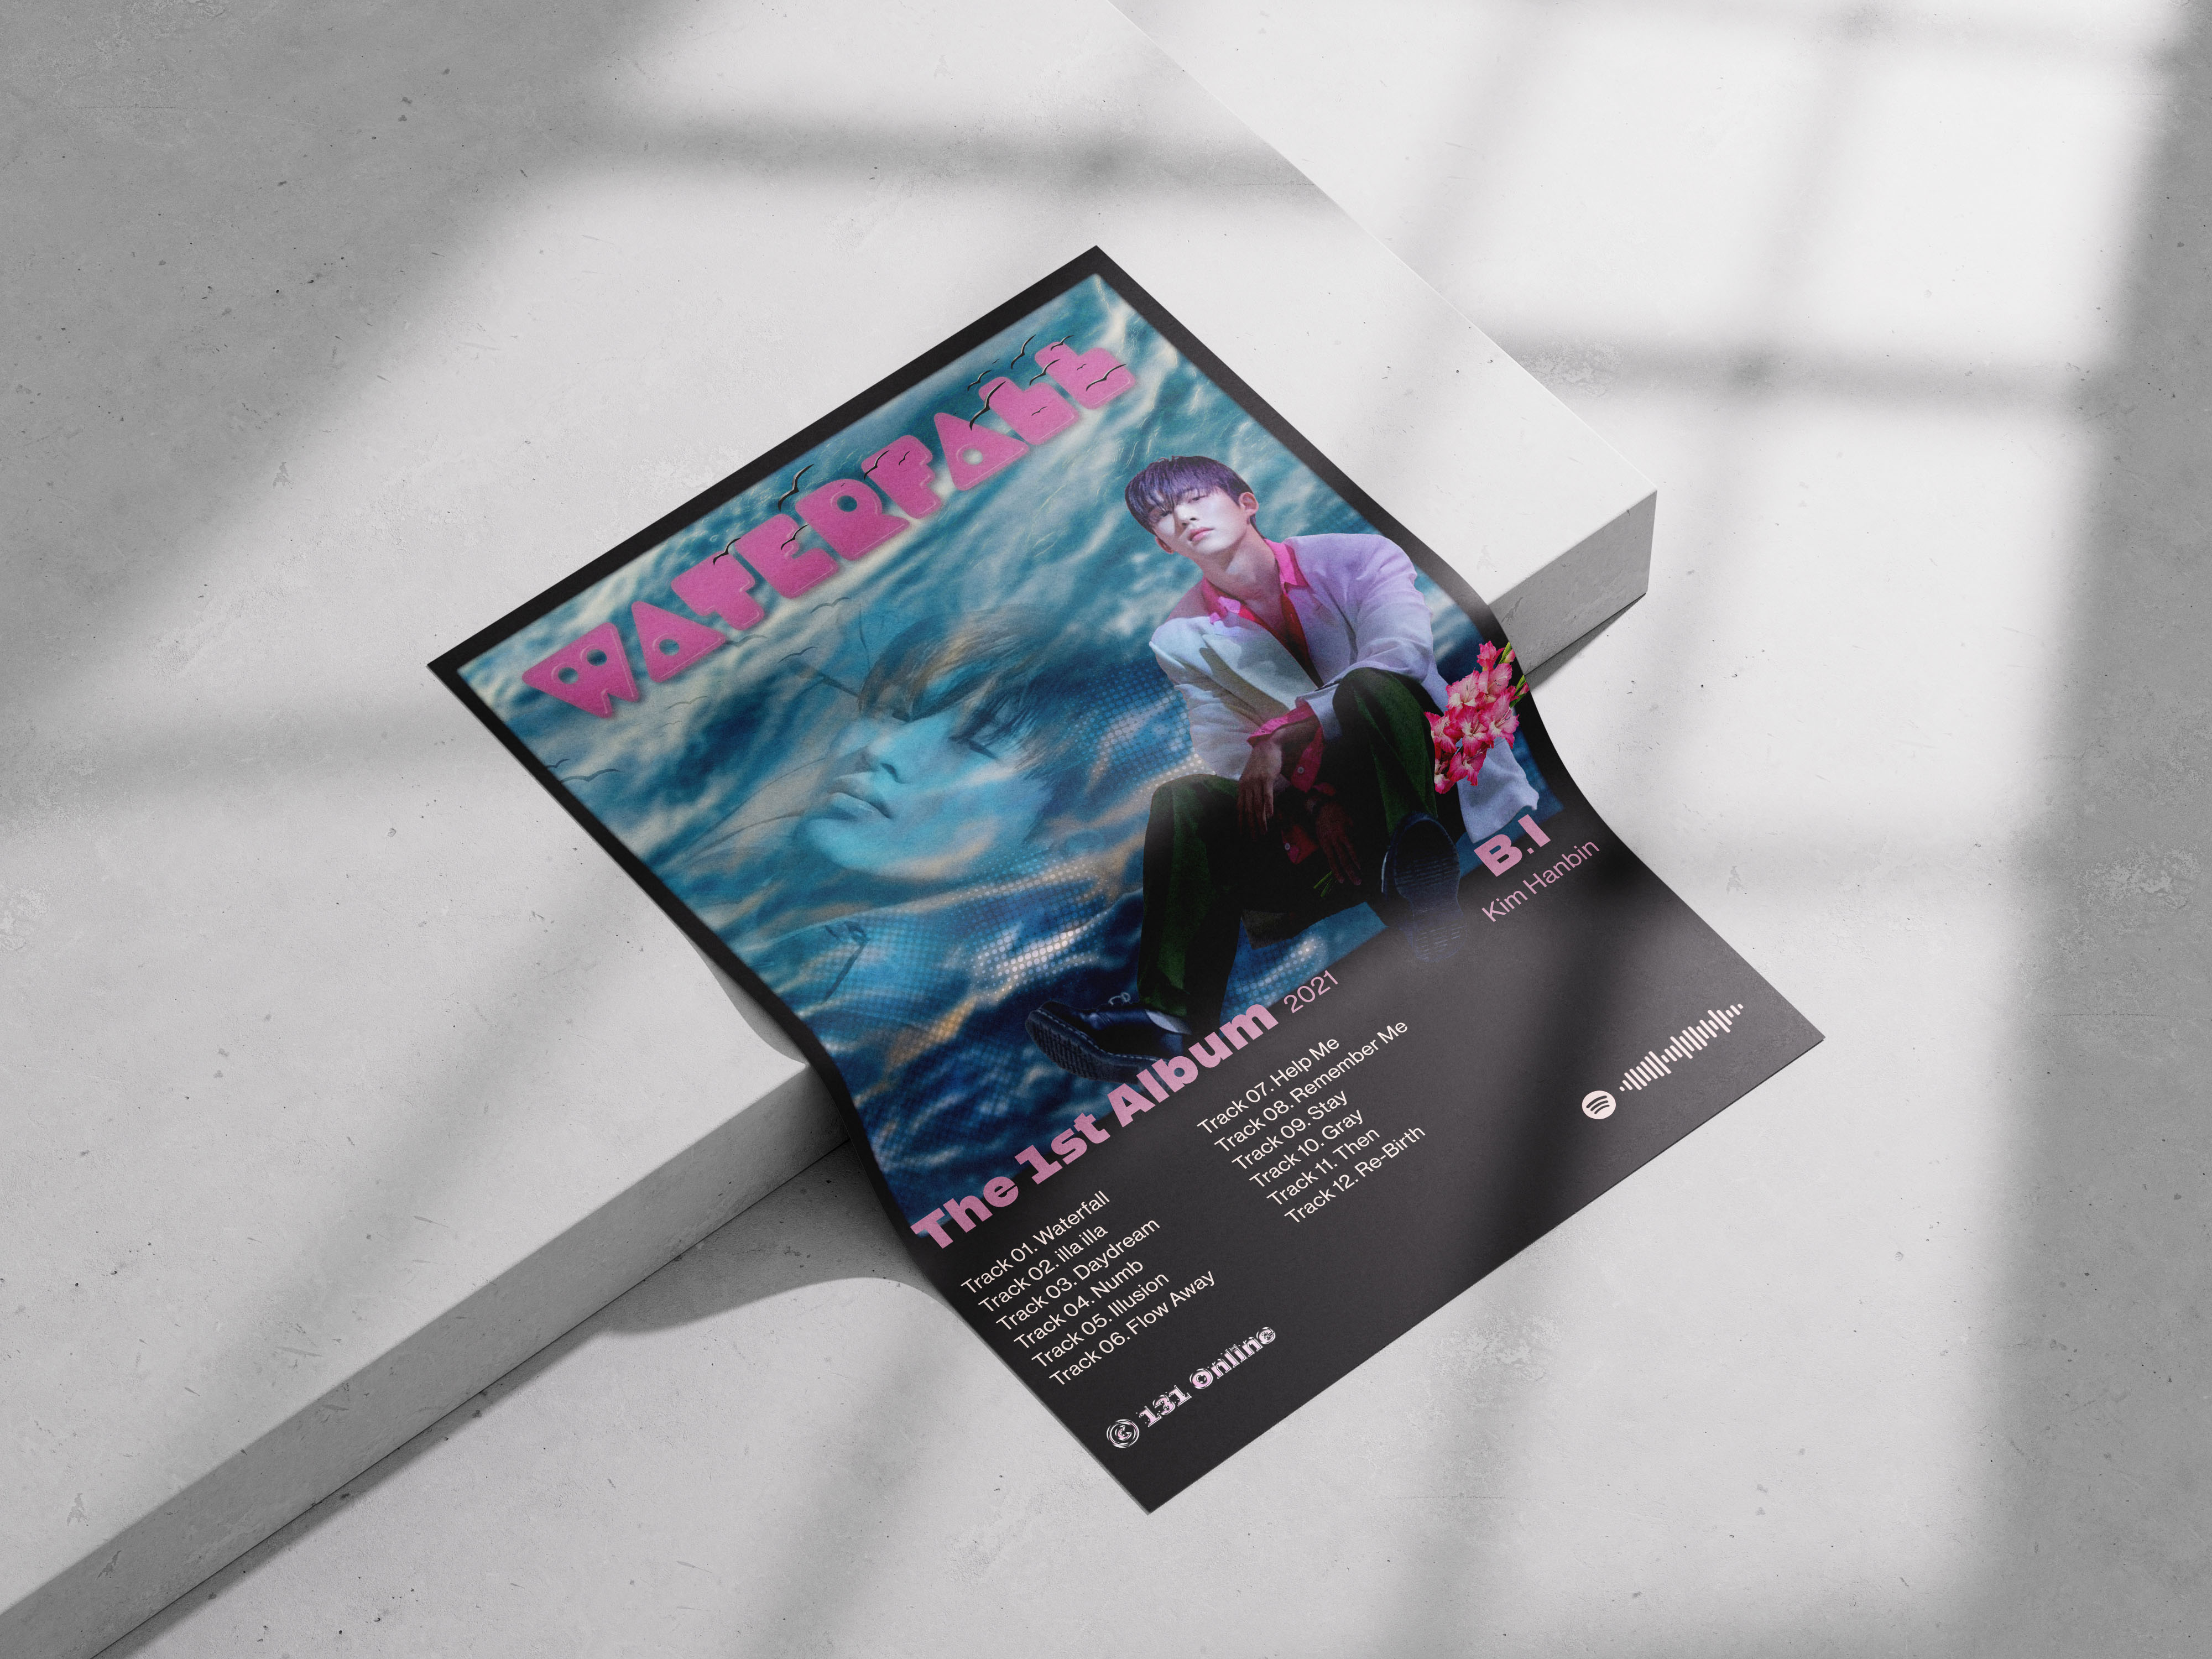 WATERFALL
B.I
Kim Hanbin
The 1st Album 2021
Track 01. Waterfall
Track 02. illa illa
Track 03. Daydream
Track 04. Numb
Track 05. Illusion
Track 06. Flow Away
Track 07. Help Me
Track 08. Remember Me
Track 09. Stay
Track 10. Gray
Track 11. Then
Track 12. Re-Birth
131 Online